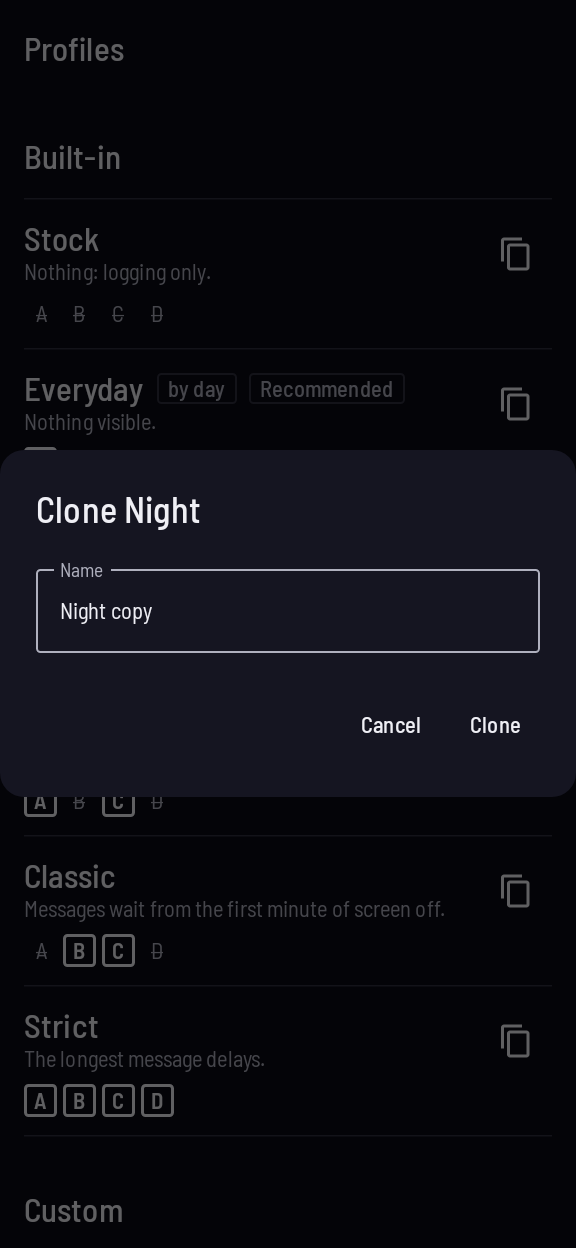 Profiles
Built-in
Stock
Nothing: logging only.
A B C D
Everyday by day Recommended
Nothing visible.
Clone Night
Name
Night copy
Cancel Clone
A B C D
Classic
Messages wait from the first minute of screen off.
A B C D
Strict
The longest message delays.
A B C D
Custom